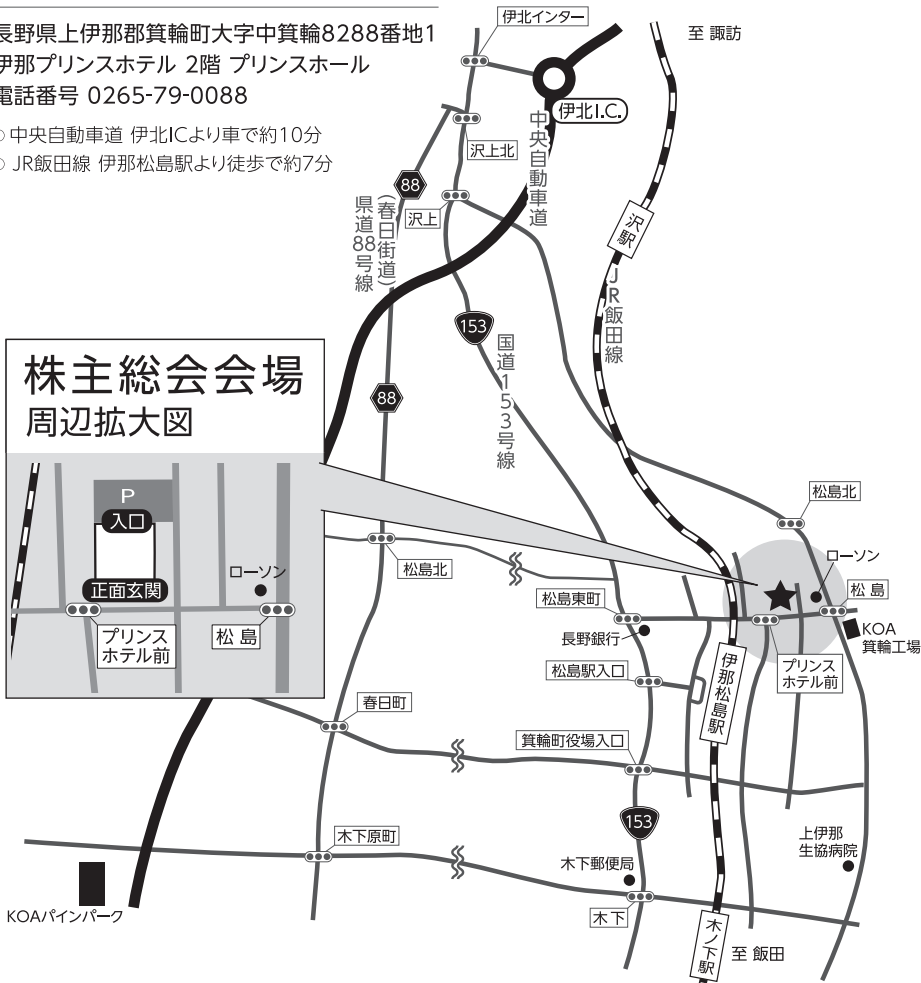 長野県上伊那郡箕輪町大字中箕輪8288番地1
伊那プリンスホテル 2階 プリンスホール
電話番号 0265-79-0088
○ 中央自動車道 伊北ICより車で約10分
○ JR飯田線 伊那松島駅より徒歩で約7分
伊北インター
至 諏訪
伊北I.C.
中央自動車道
沢上北
88
沢上
(春日街道)
県道88号線
沢駅
JR飯田線
153
国道153号線
88
株主総会会場
周辺拡大図
P
入口
正面玄関
ローソン
プリンス
ホテル前
松島
松島北
松島北
ローソン
松島東町
松島
長野銀行
KOA
箕輪工場
松島駅入口
伊那松島駅
プリンス
ホテル前
春日町
箕輪町役場入口
153
木下原町
上伊那
生協病院
木下郵便局
KOAパインパーク
木下
木ノ下駅
至 飯田